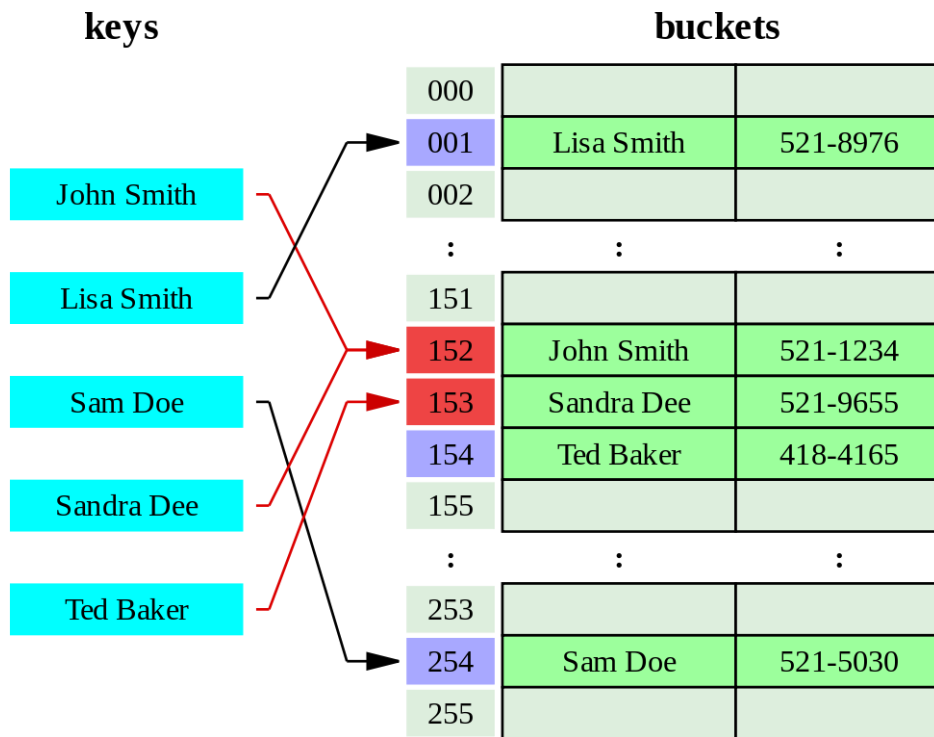 keys buckets
000
001 Lisa Smith 521-8976
John Smith 002
: : :
Lisa Smith 151
152 John Smith 521-1234
Sam Doe 153 Sandra Dee 521-9655
154 Ted Baker 418-4165
Sandra Dee 155
: : :
Ted Baker 253
254 Sam Doe 521-5030
255